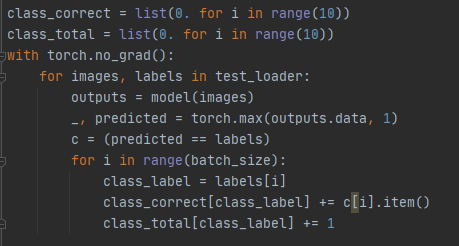 class_correct = list(0. for i in range(10))
class_total = list(0. for i in range(10))
with torch.no_grad():
    for images, labels in test_loader:
        outputs = model(images)
        _, predicted = torch.max(outputs.data, 1)
        c = (predicted == labels)
        for i in range(batch_size):
            class_label = labels[i]
            class_correct[class_label] += c[i].item()
            class_total[class_label] += 1